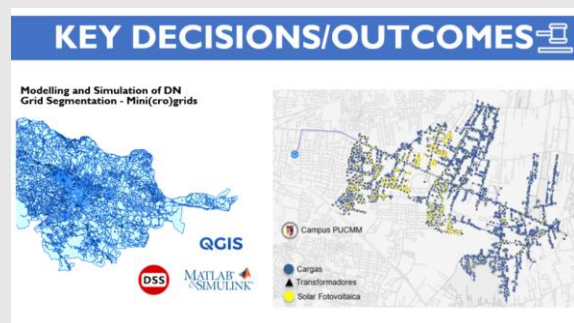 KEY DECISIONS/OUTCOMES
Modelling and Simulation of DN
Grid Segmentation - Mini(cro)grids
QGIS
DSS
MATLAB
&SIMULINK
Campus PUCMM
Cargas
Transformadores
Solar Fotovoltaica